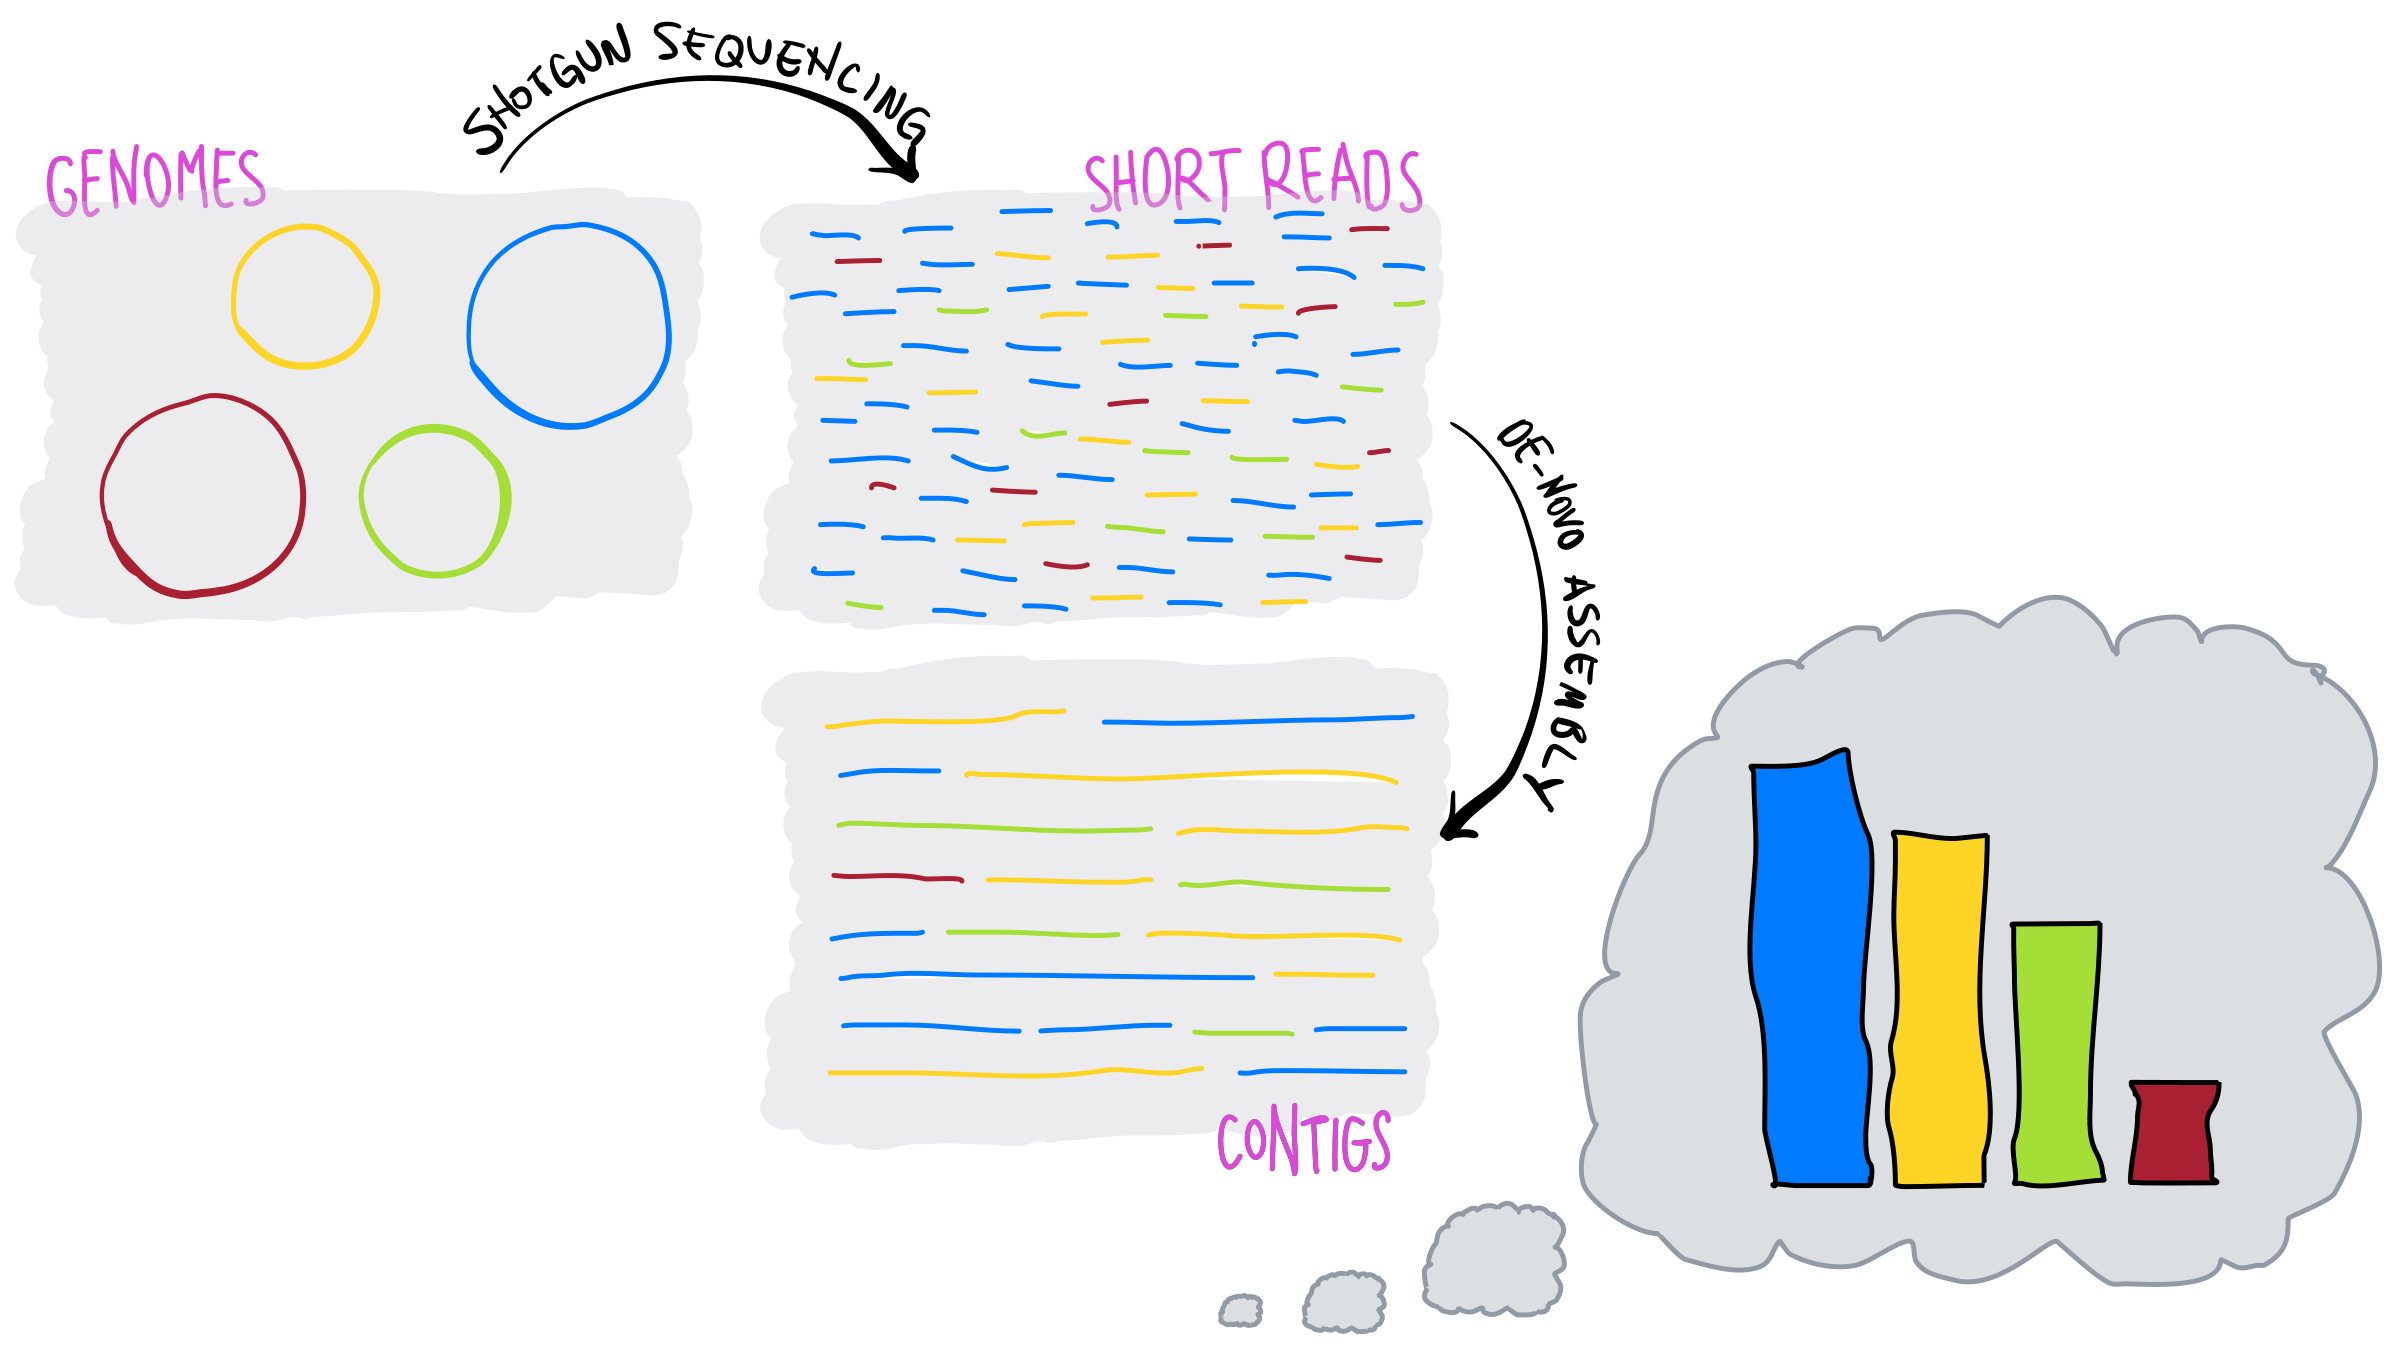 SHOTGUN SEQUENCING
GENOMES
SHORT READS
DE-NOVO ASSEMBLY
CONTIGS